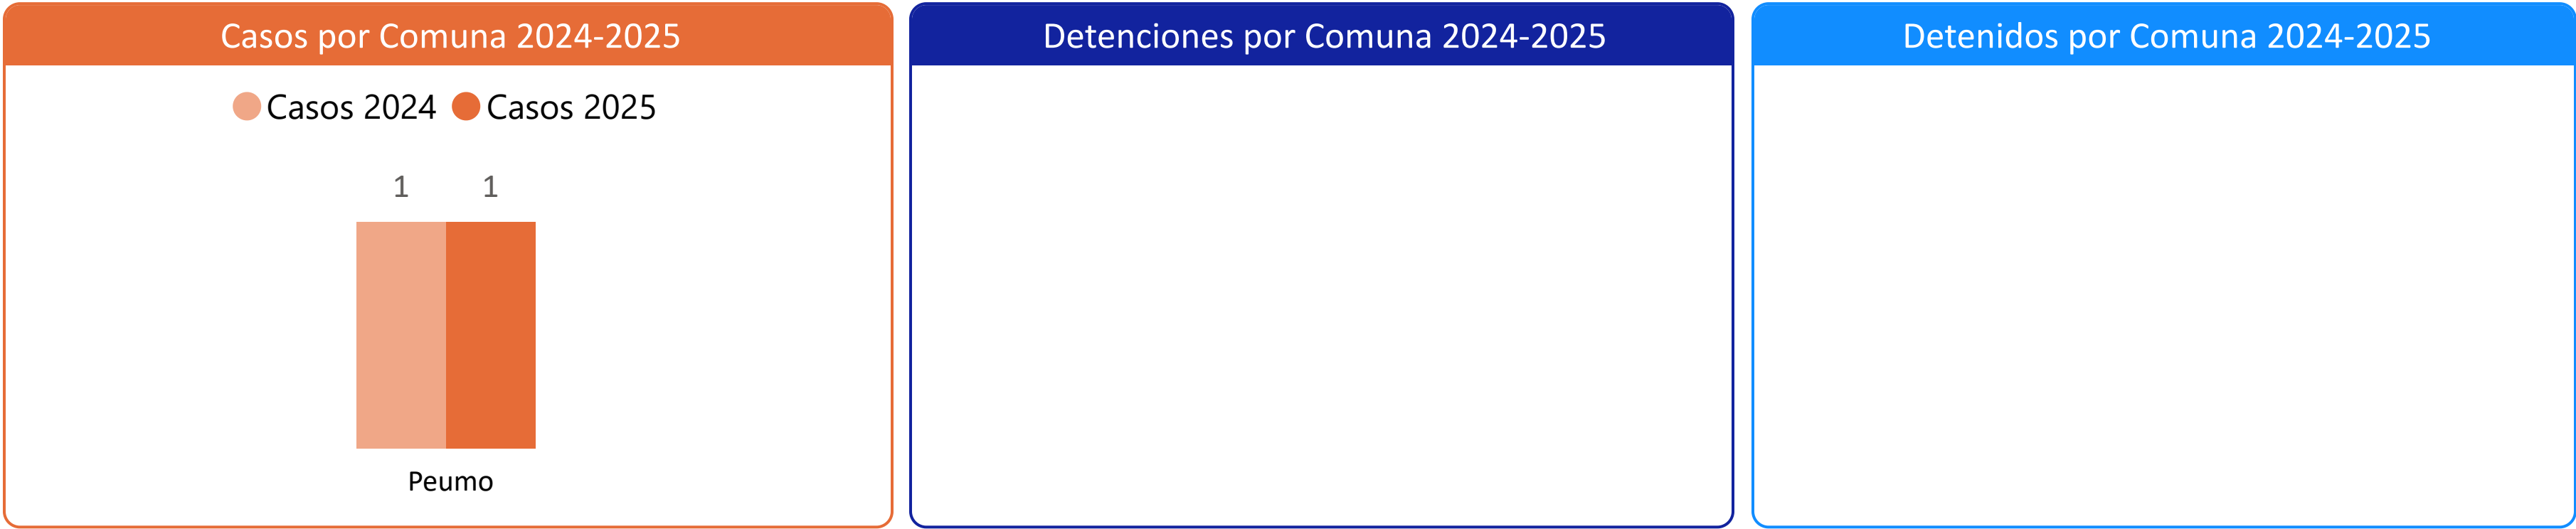 Casos por Comuna 2024-2025
Casos 2024 Casos 2025
1 1
Peumo
Detenciones por Comuna 2024-2025
Detenidos por Comuna 2024-2025